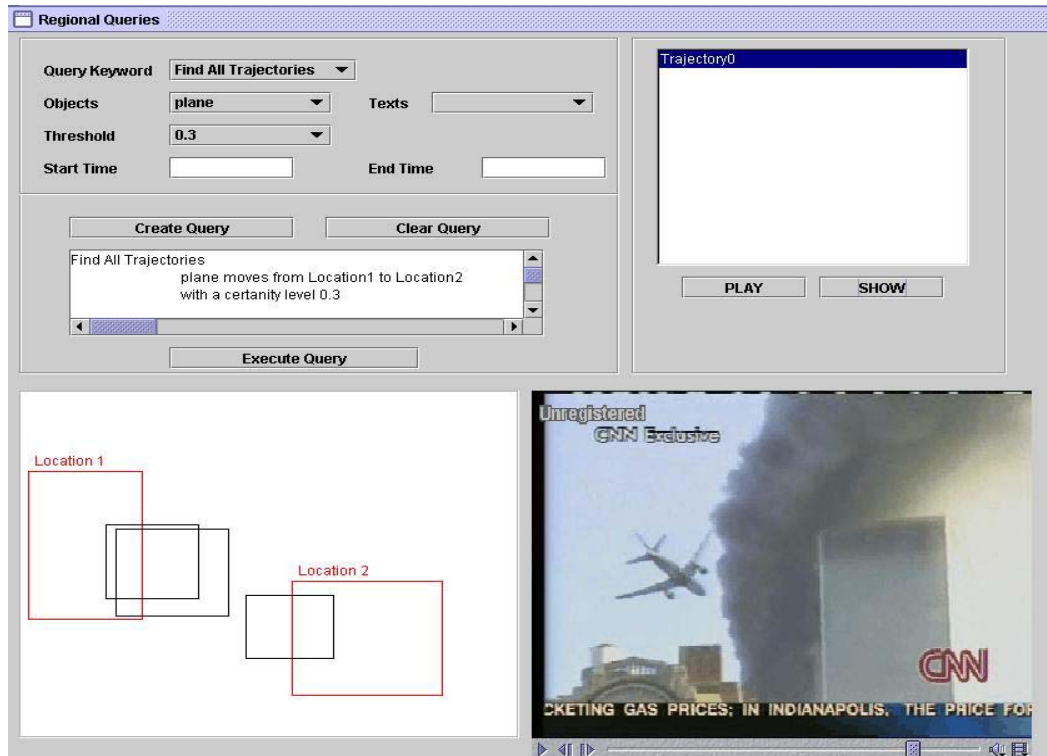 Regional Queries
Query Keyword Find All Trajectories
Objects plane Texts
Threshold 0.3
Start Time End Time
Create Query Clear Query
Find All Trajectories
plane moves from Location1 to Location2
with a certanity level 0.3
Execute Query
Trajectory0
PLAY SHOW
Location 1
Location 2
Unregistered
CNN Exclusive
CNN
CKETING GAS PRICES; IN INDIANAPOLIS, THE PRICE FOR